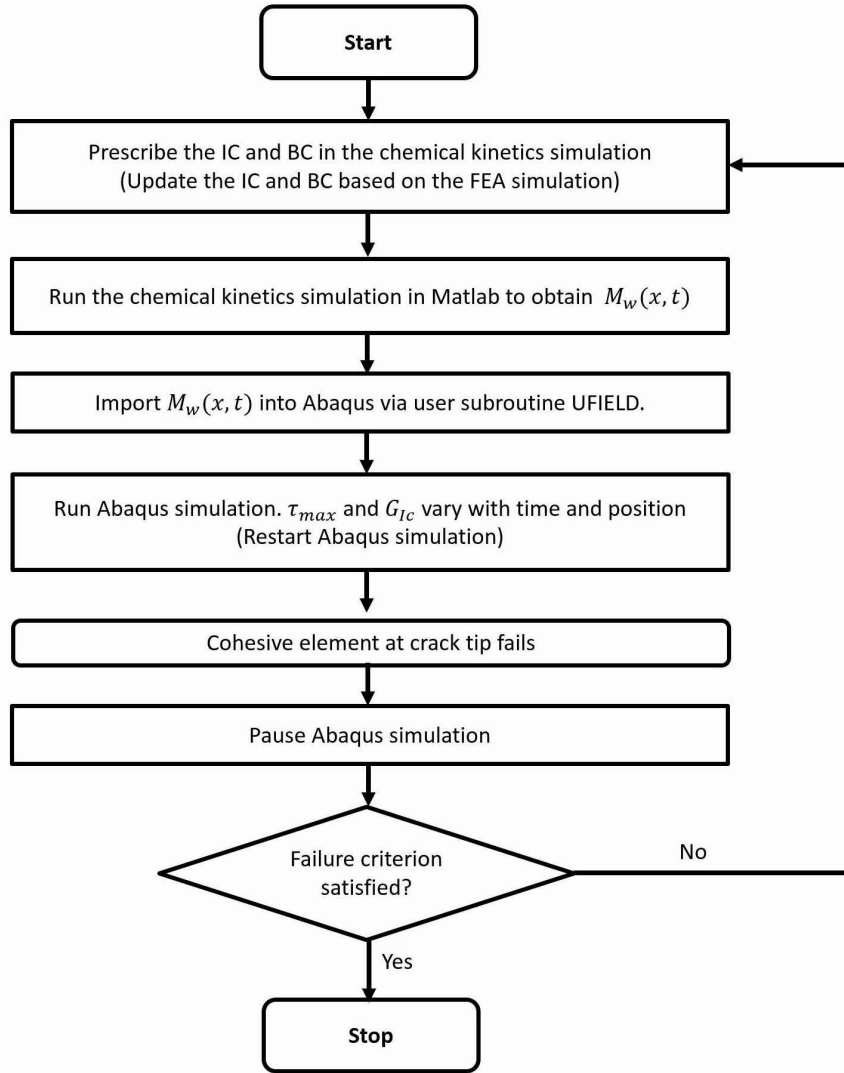 Start
Prescribe the IC and BC in the chemical kinetics simulation
(Update the IC and BC based on the FEA simulation)
Run the chemical kinetics simulation in Matlab to obtain M_w(x, t)
Import M_w(x, t) into Abaqus via user subroutine UFIELD.
Run Abaqus simulation. τ_max and G_Ic vary with time and position
(Restart Abaqus simulation)
Cohesive element at crack tip fails
Pause Abaqus simulation
Failure criterion
satisfied?
No
Yes
Stop